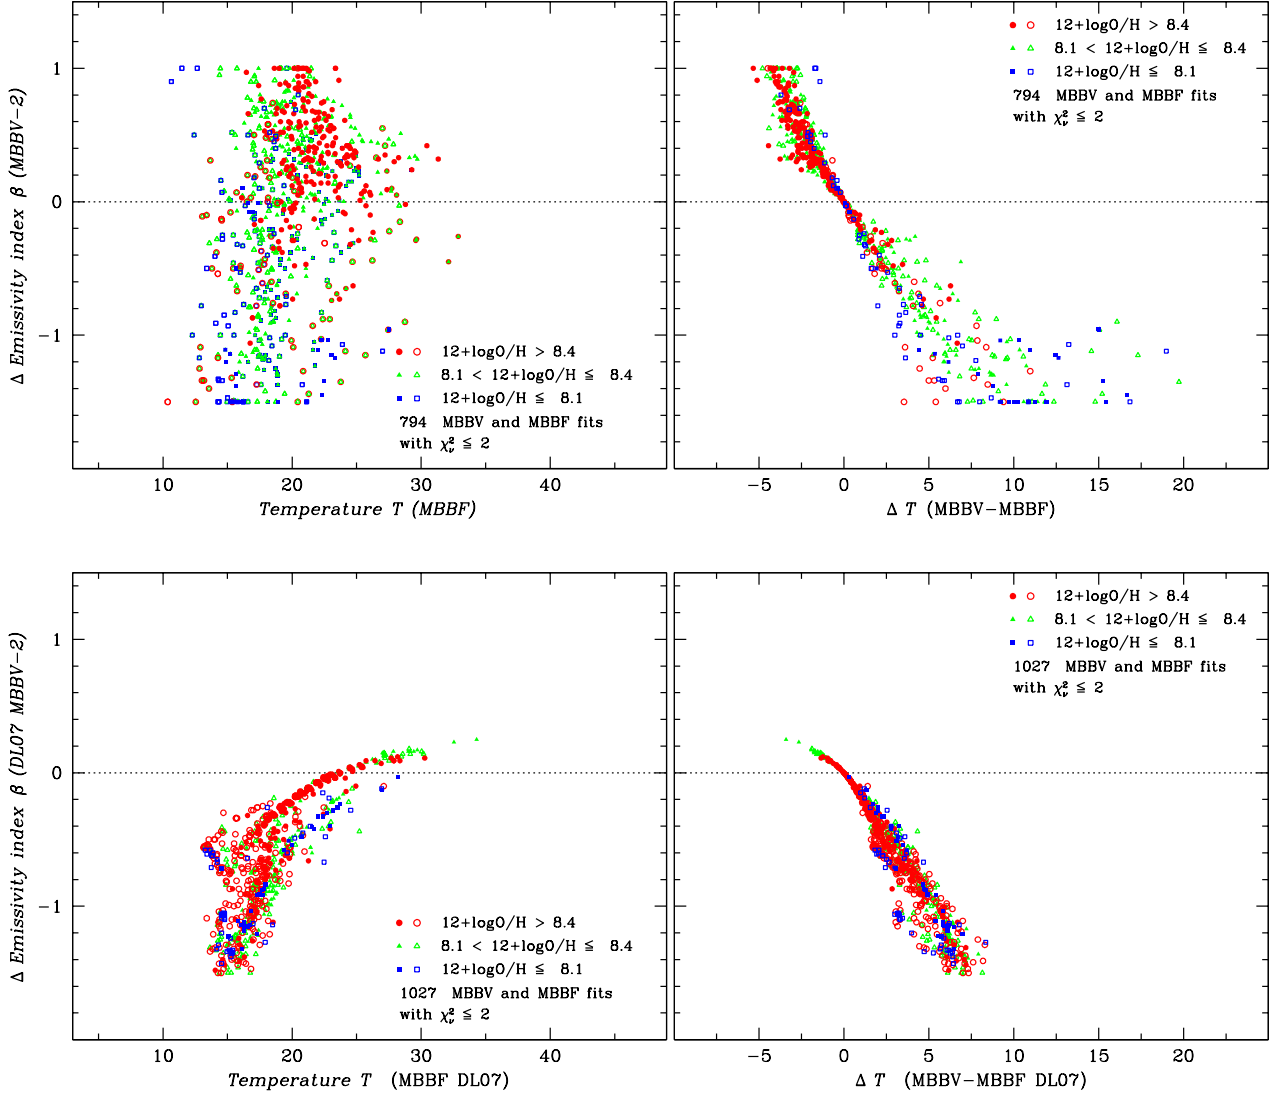 Δ Emissivity index β (MBBV−2)
1
0
−1
12+logO/H > 8.4
8.1 < 12+logO/H ≦ 8.4
12+logO/H ≦ 8.1
794 MBBV and MBBF fits
with χ²ᵥ ≦ 2
10 20 30 40
Temperature T (MBBF)
12+logO/H > 8.4
8.1 < 12+logO/H ≦ 8.4
12+logO/H ≦ 8.1
794 MBBV and MBBF fits
with χ²ᵥ ≦ 2
−5 0 5 10 15 20
Δ T (MBBV−MBBF)
Δ Emissivity index β (DL07 MBBV−2)
1
0
−1
12+logO/H > 8.4
8.1 < 12+logO/H ≦ 8.4
12+logO/H ≦ 8.1
1027 MBBV and MBBF fits
with χ²ᵥ ≦ 2
10 20 30 40
Temperature T (MBBF DL07)
12+logO/H > 8.4
8.1 < 12+logO/H ≦ 8.4
12+logO/H ≦ 8.1
1027 MBBV and MBBF fits
with χ²ᵥ ≦ 2
−5 0 5 10 15 20
Δ T (MBBV−MBBF DL07)